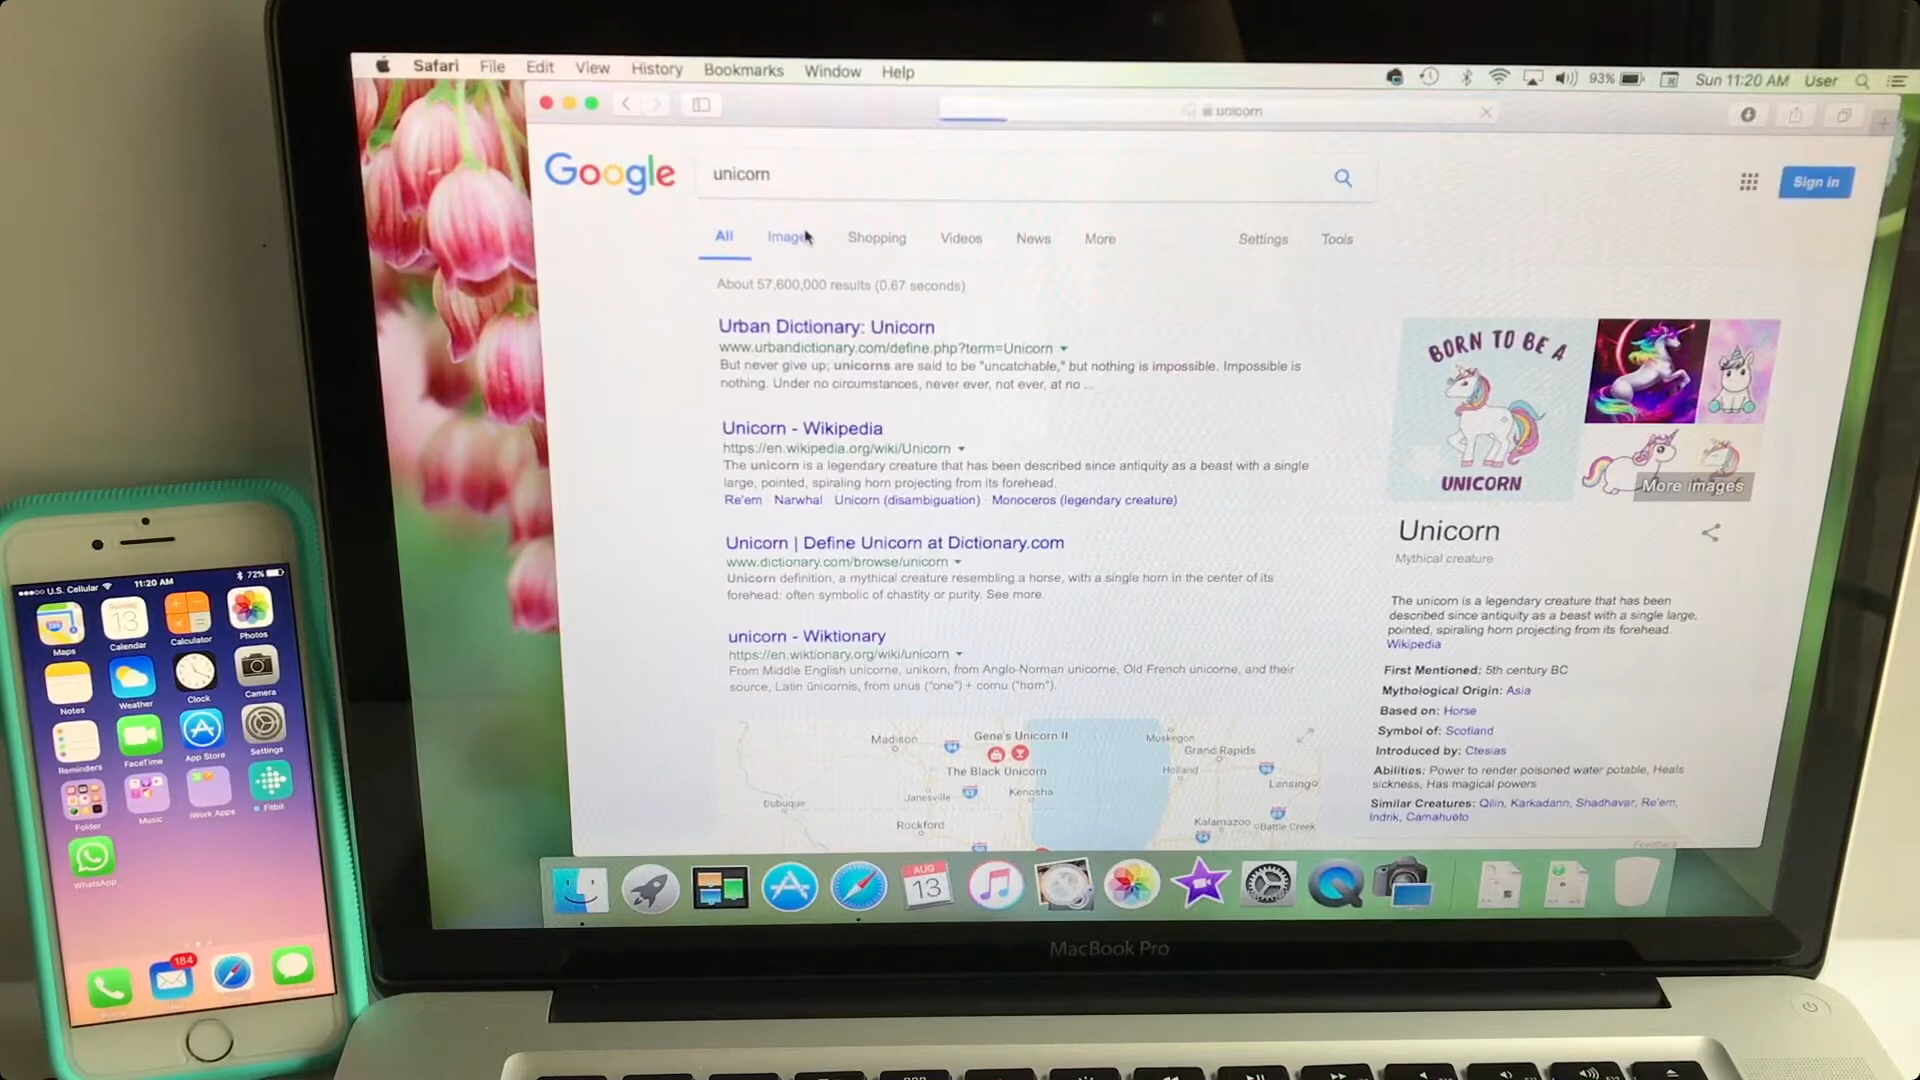 Safari File Edit View History Bookmarks Window Help
93% Sun 11:20 AM User
unicorn
Google
unicorn
Sign in
All Images Shopping Videos News More Settings Tools
About 57,600,000 results (0.67 seconds)
Urban Dictionary: Unicorn
www.urbandictionary.com/define.php?term=Unicorn
But never give up; unicorns are said to be "uncatchable," but nothing is impossible. Impossible is
nothing. Under no circumstances, never ever, not ever, at no ...
Unicorn - Wikipedia
https://en.wikipedia.org/wiki/Unicorn
The unicorn is a legendary creature that has been described since antiquity as a beast with a single
large, pointed, spiraling horn projecting from its forehead.
Re'em · Narwhal · Unicorn (disambiguation) · Monoceros (legendary creature)
Unicorn | Define Unicorn at Dictionary.com
www.dictionary.com/browse/unicorn
Unicorn definition, a mythical creature resembling a horse, with a single horn in the center of its
forehead: often symbolic of chastity or purity. See more.
unicorn - Wiktionary
https://en.wiktionary.org/wiki/unicorn
From Middle English unicorne, unikorn, from Anglo-Norman unicorne, Old French unicorne, and their
source, Latin ūnicornis, from unus ("one") + cornu ("horn").
Madison
94
Gene's Unicorn II
The Black Unicorn
Janesville
43
Kenosha
Dubuque
Rockford
90
Muskegon
Grand Rapids
Holland
96
Lansing
Kalamazoo
Battle Creek
BORN TO BE A
UNICORN
More images
Unicorn
Mythical creature
The unicorn is a legendary creature that has been
described since antiquity as a beast with a single large,
pointed, spiraling horn projecting from its forehead.
Wikipedia
First Mentioned: 5th century BC
Mythological Origin: Asia
Based on: Horse
Symbol of: Scotland
Introduced by: Ctesias
Abilities: Power to render poisoned water potable, Heals
sickness, Has magical powers
Similar Creatures: Qilin, Karkadann, Shadhavar, Re'em,
Indrik, Camahueto
Feedback
AUG
13
MacBook Pro
U.S. Cellular 11:20 AM 72%
Sunday
13
Maps Calendar Calculator Photos
Notes Weather Clock Camera
Reminders FaceTime App Store Settings
Folder Music iWork Apps Fitbit
WhatsApp
184